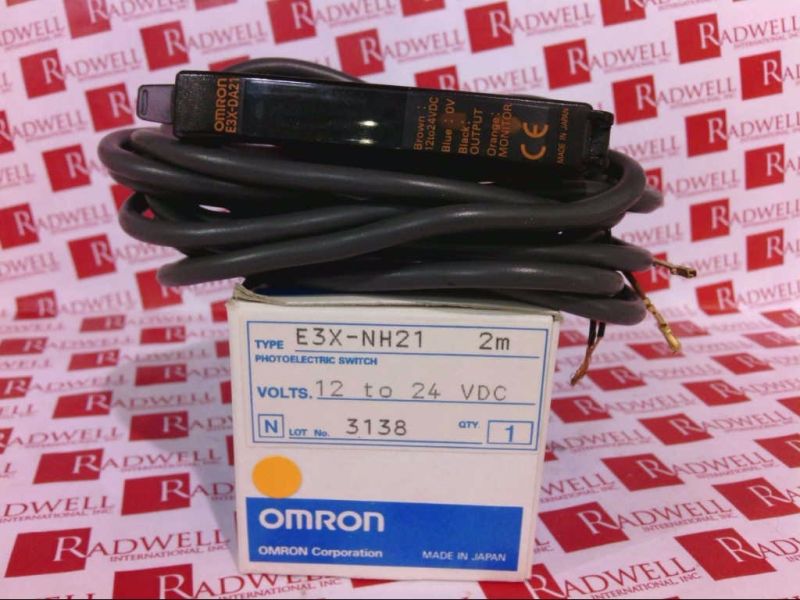 OMRON
E3X-DA21
Brown:
12to24VDC
Blue: 0V
Black:
OUTPUT
Orange:
MONITOR
CE
MADE IN JAPAN
TYPE E3X-NH21 2m
PHOTOELECTRIC SWITCH
VOLTS. 12 to 24 VDC
N LOT No. 3138 QTY. 1
OMRON
OMRON Corporation MADE IN JAPAN
RADWELL
INTERNATIONAL, INC.